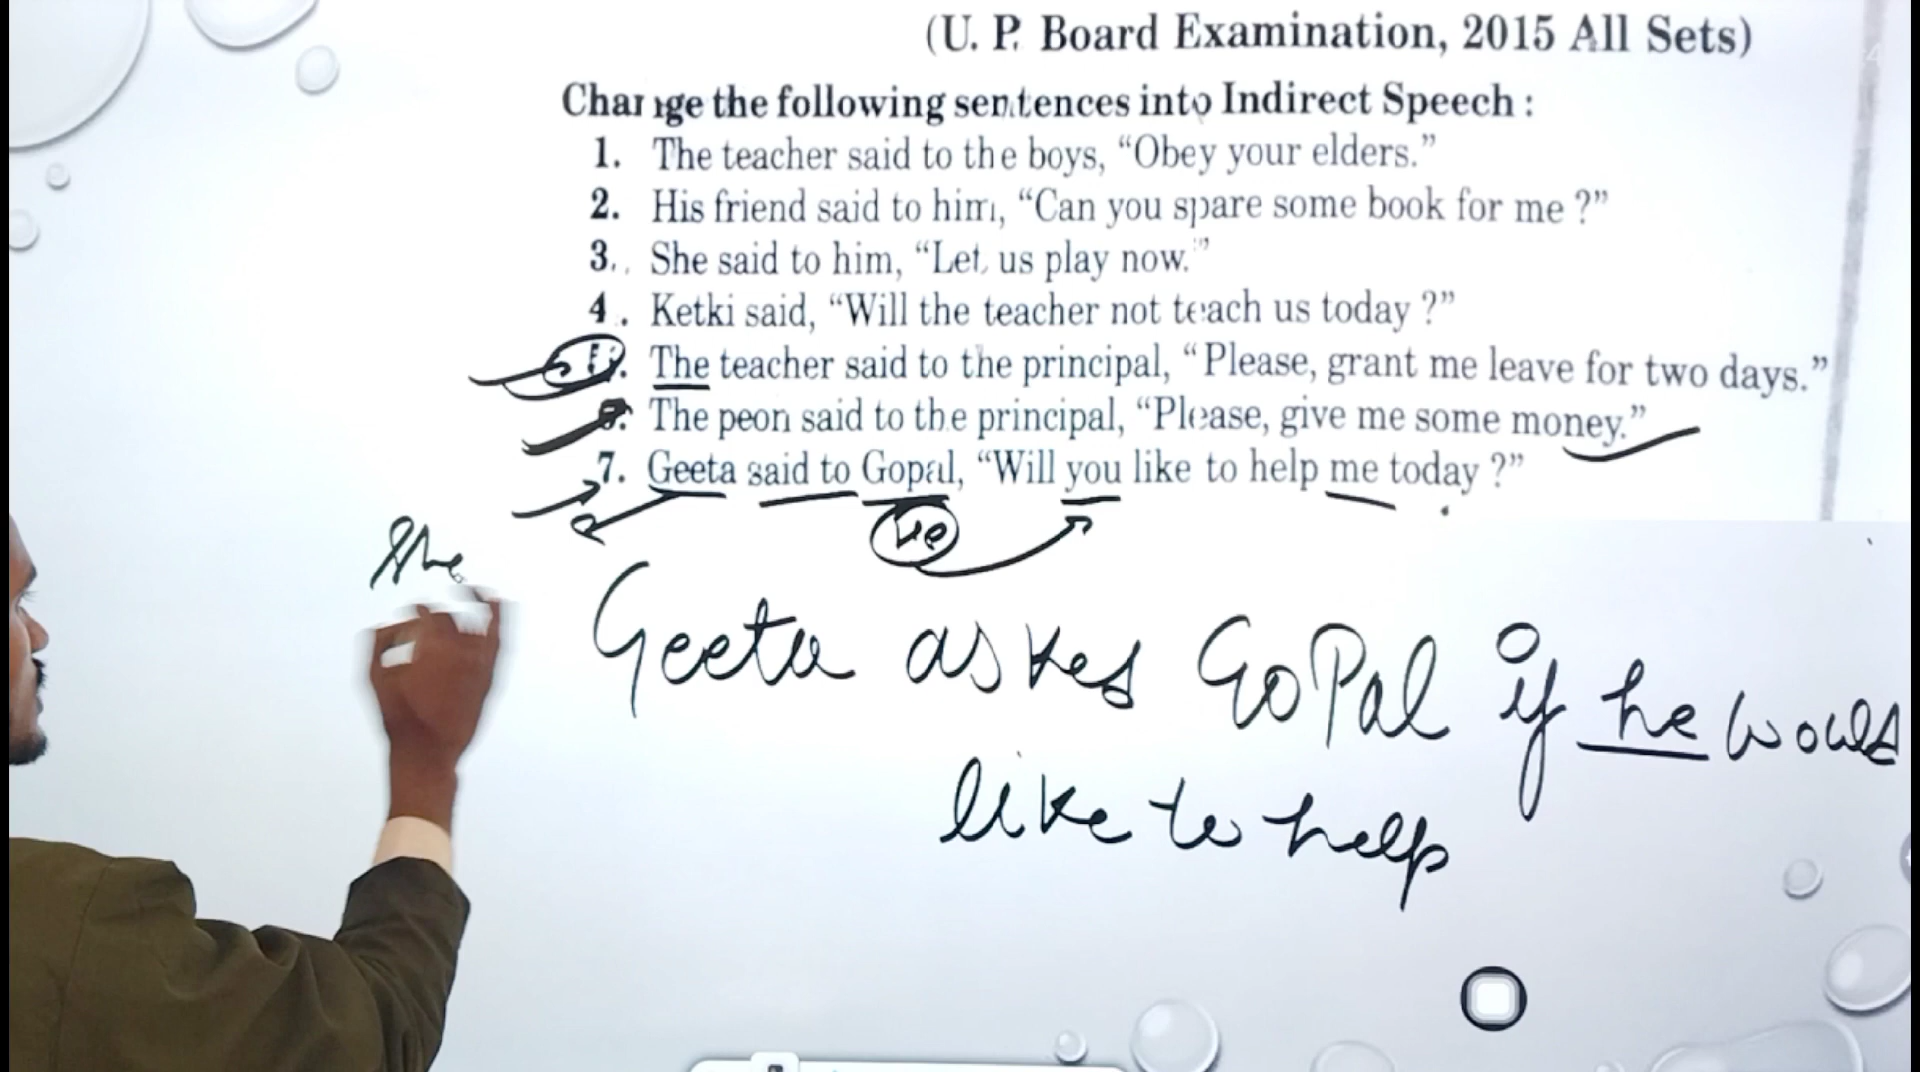 (U. P. Board Examination, 2015 All Sets)
Change the following sentences into Indirect Speech :
1. The teacher said to the boys, “Obey your elders.”
2. His friend said to him, “Can you spare some book for me ?”
3. She said to him, “Let us play now.”
4. Ketki said, “Will the teacher not teach us today ?”
The teacher said to the principal, “Please, grant me leave for two days.”
The peon said to the principal, “Please, give me some money.”
7. Geeta said to Gopal, “Will you like to help me today ?”
he
She
Geeta asked GoPal if he would
like to help